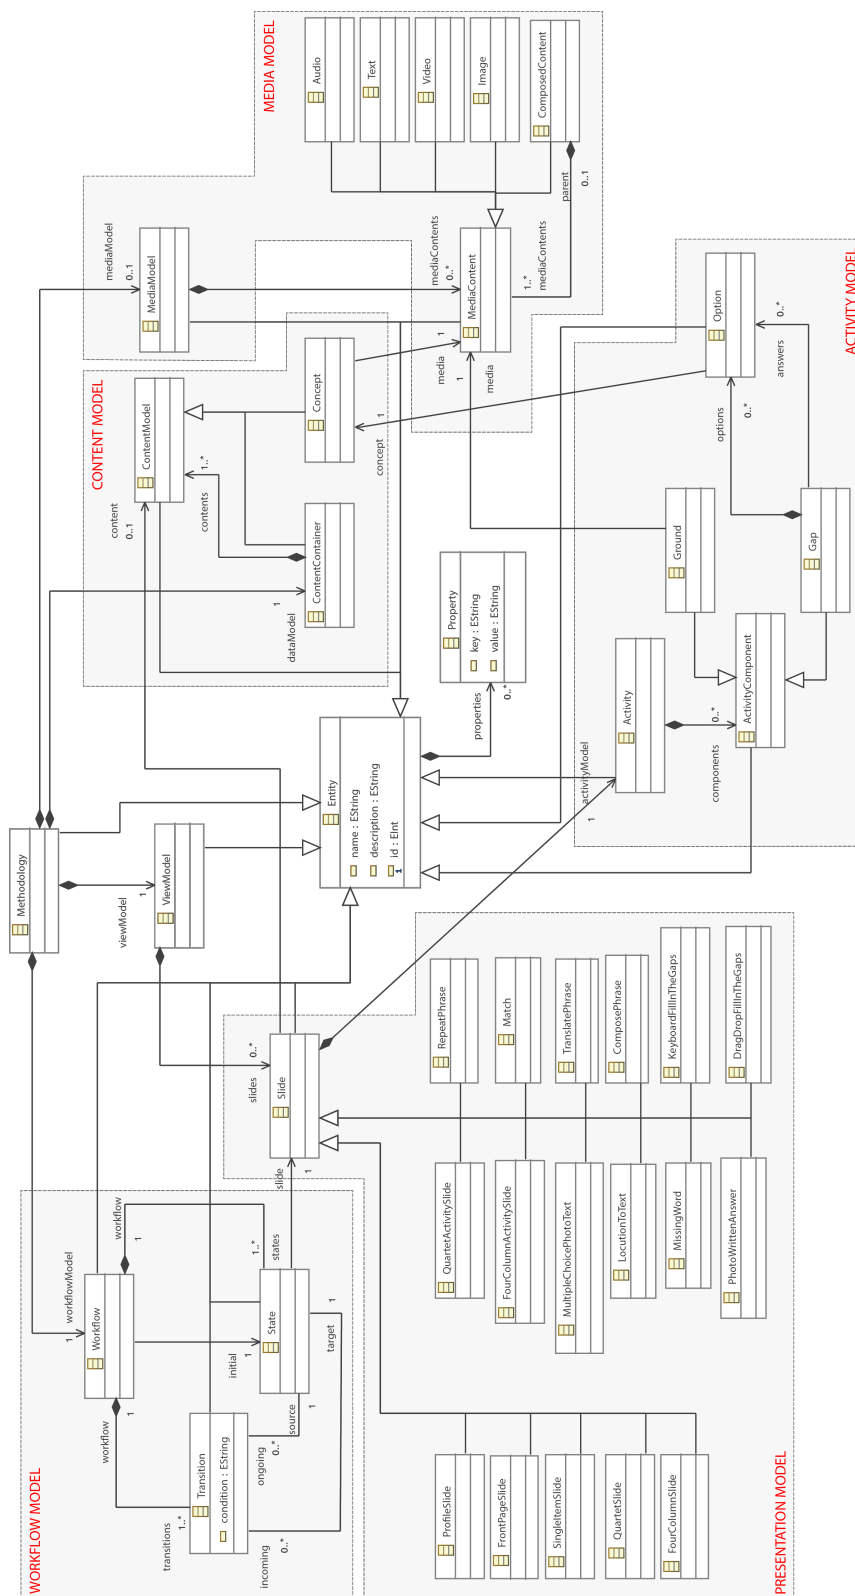 WORKFLOW MODEL
Workflow
workflowModel
1
workflow
1
workflow
1
transitions
1..*
Transition
condition : EString
State
states
1..*
initial
1
source
1
target
1
ongoing
0..*
incoming
0..*
slide
1
Methodology
viewModel
1
ViewModel
slides
0..*
Slide
Entity
name : EString
description : EString
id : EInt
properties
0..*
Property
key : EString
value : EString
CONTENT MODEL
content
0..1
ContentModel
contents
1..*
ContentContainer
dataModel
1
Concept
concept
1
MEDIA MODEL
mediaModel
0..1
MediaModel
Audio
Text
Video
Image
ComposedContent
parent
0..1
mediaContents
0..*
MediaContent
mediaContents
1..*
media
1
media
1
ACTIVITY MODEL
Option
options
0..*
answers
0..*
Ground
Gap
Activity
activityModel
1
components
0..*
ActivityComponent
PRESENTATION MODEL
RepeatPhrase
Match
TranslatePhrase
ComposePhrase
KeyboardFillInTheGaps
DragDropFillInTheGaps
QuartetActivitySlide
FourColumnActivitySlide
MultipleChoicePhotoText
LocutionToText
MissingWord
PhotoWrittenAnswer
ProfileSlide
FrontPageSlide
SingleItemSlide
QuartetSlide
FourColumnSlide